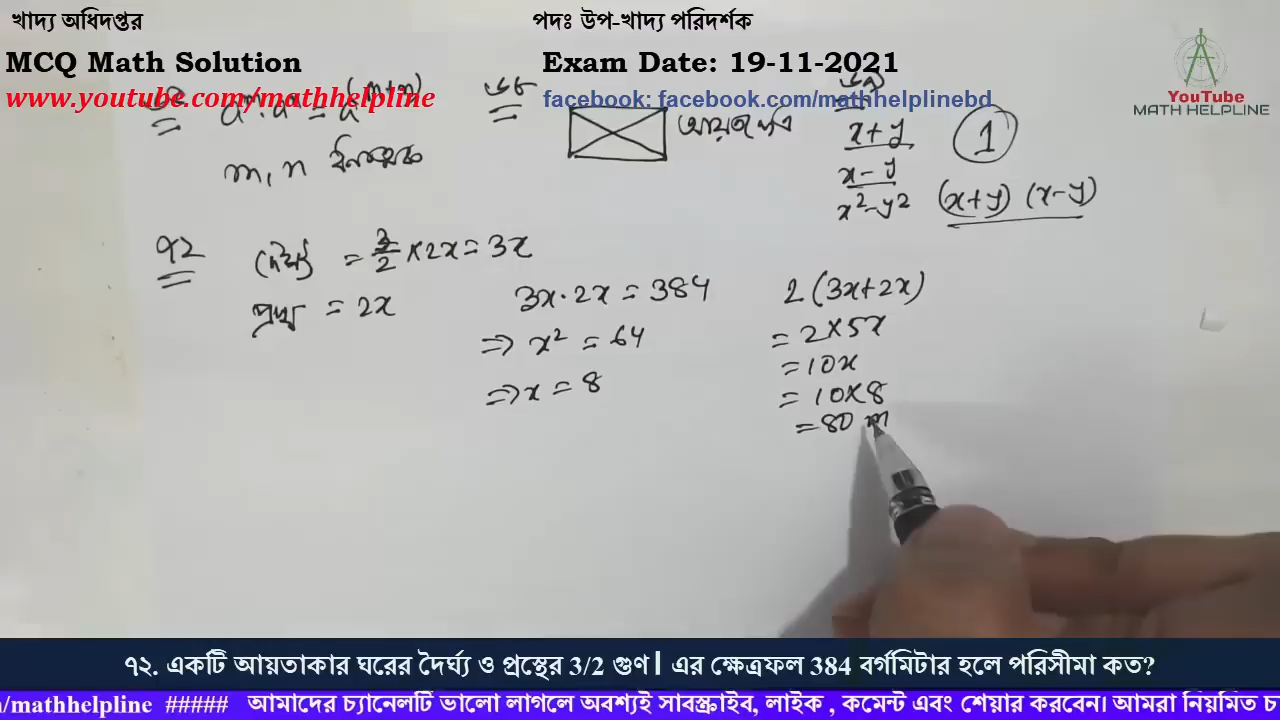 খাদ্য অধিদপ্তর
পদঃ উপ-খাদ্য পরিদর্শক
MCQ Math Solution
Exam Date: 19-11-2021
www.youtube.com/mathhelpline
facebook: facebook.com/mathhelplinebd
YouTube
MATH HELPLINE
m, n
আয়তক্ষেত্র
x+y
x-y
x²-y²
1
(x+y) (x-y)
৭২
দৈর্ঘ্য = 3/2 × 2x = 3x
প্রস্থ = 2x
3x·2x = 384
⇒ x² = 64
⇒ x = 8
2(3x+2x)
= 2×5x
= 10x
= 10×8
= 80 m
৭২. একটি আয়তাকার ঘরের দৈর্ঘ্য ও প্রস্থের 3/2 গুণ| এর ক্ষেত্রফল 384 বর্গমিটার হলে পরিসীমা কত?
/mathhelpline ##### আমাদের চ্যানেলটি ভালো লাগলে অবশ্যই সাবস্ক্রাইব, লাইক , কমেন্ট এবং শেয়ার করবেন। আমরা নিয়মিত চ